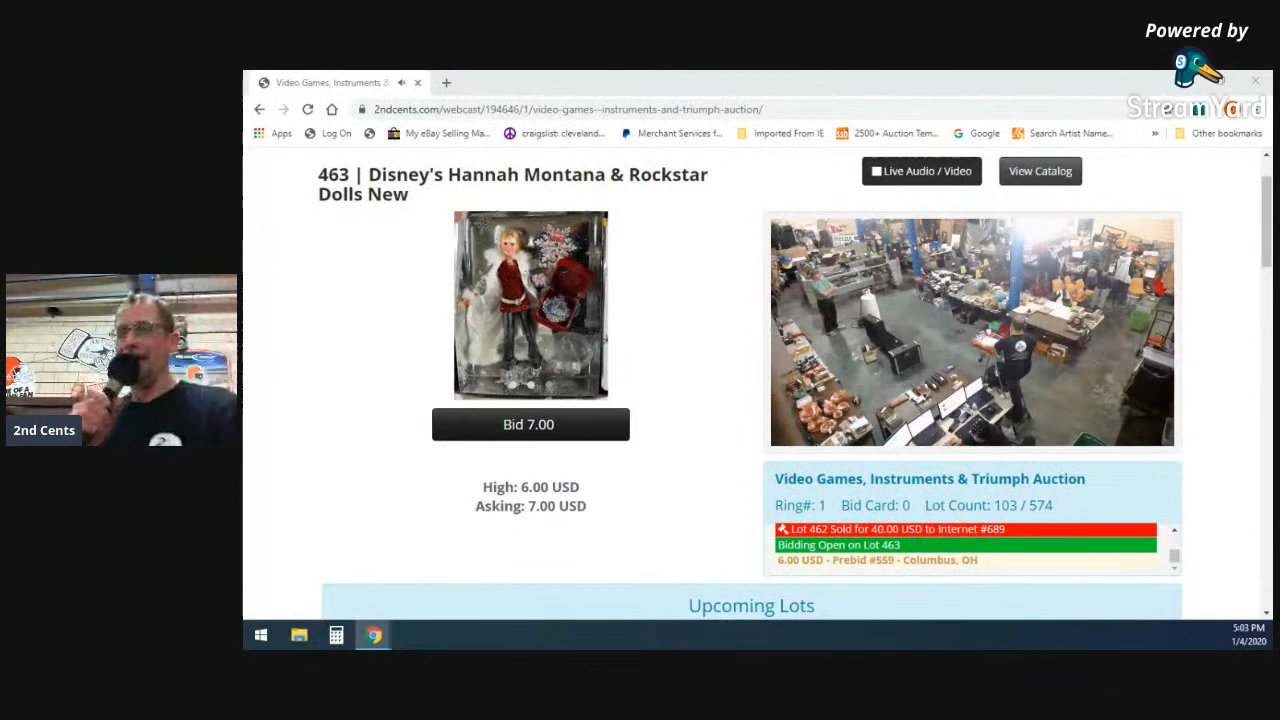 Powered by
StreamYard
Video Games, Instruments &
2ndcents.com/webcast/194646/1/video-games--instruments-and-triumph-auction/
Apps
Log On
My eBay Selling Ma...
craigslist: cleveland...
Merchant Services f...
Imported From IE
2500+ Auction Tem...
Google
Search Artist Name...
»
Other bookmarks
463 | Disney's Hannah Montana & Rockstar
Dolls New
Live Audio / Video
View Catalog
Bid 7.00
High: 6.00 USD
Asking: 7.00 USD
Video Games, Instruments & Triumph Auction
Ring#: 1 Bid Card: 0 Lot Count: 103 / 574
Lot 462 Sold for 40.00 USD to Internet #689
Bidding Open on Lot 463
6.00 USD - Prebid #559 - Columbus, OH
Upcoming Lots
2nd Cents
5:03 PM
1/4/2020